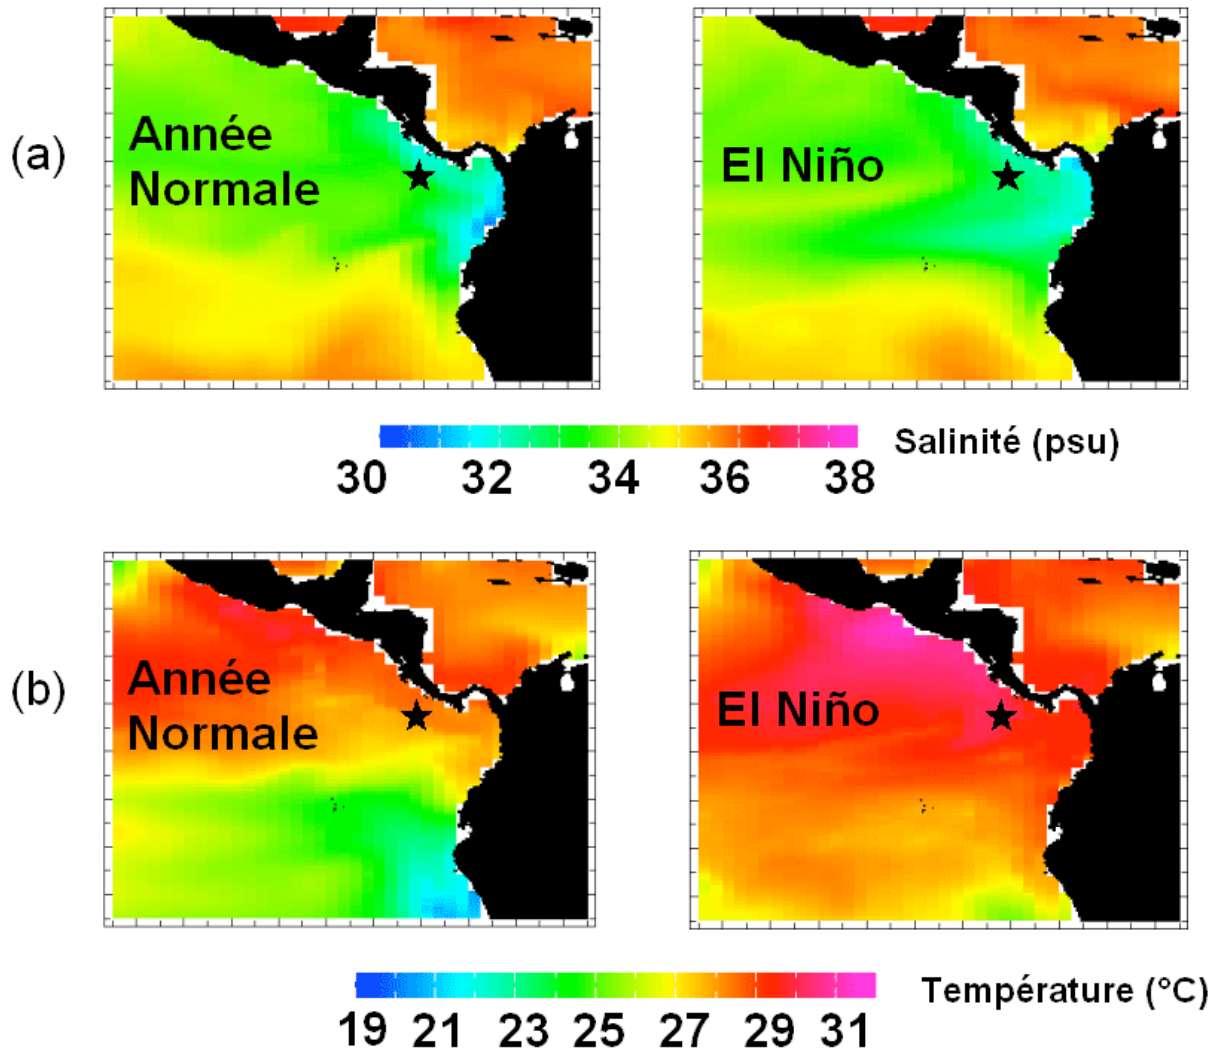 (a)
Année
Normale
El Niño
30 32 34 36 38
Salinité (psu)
(b)
Année
Normale
El Niño
19 21 23 25 27 29 31
Température (°C)